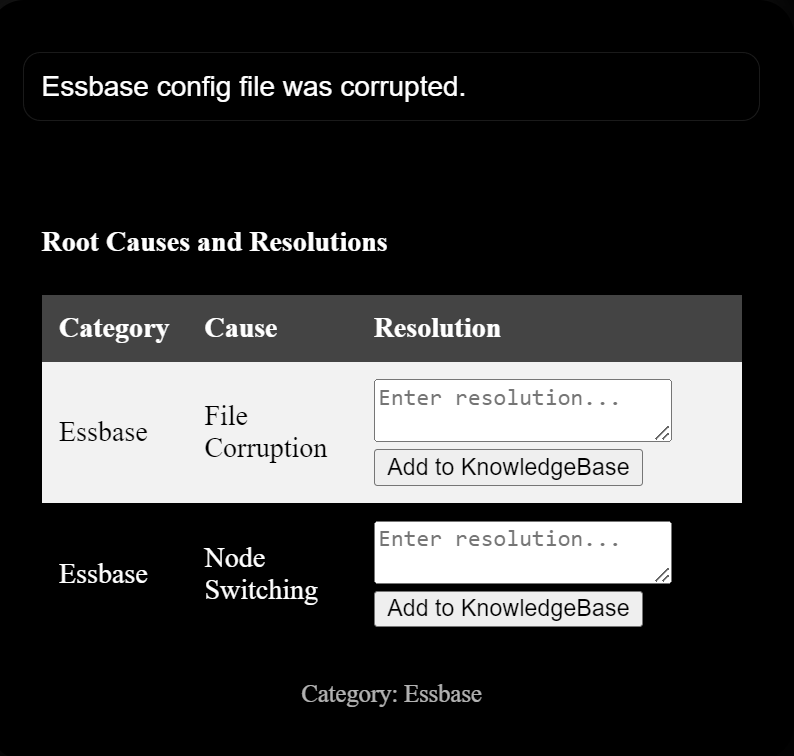 Essbase config file was corrupted.
Root Causes and Resolutions
Category Cause Resolution
Essbase
File
Corruption
Enter resolution...
Add to KnowledgeBase
Essbase
Node
Switching
Enter resolution...
Add to KnowledgeBase
Category: Essbase